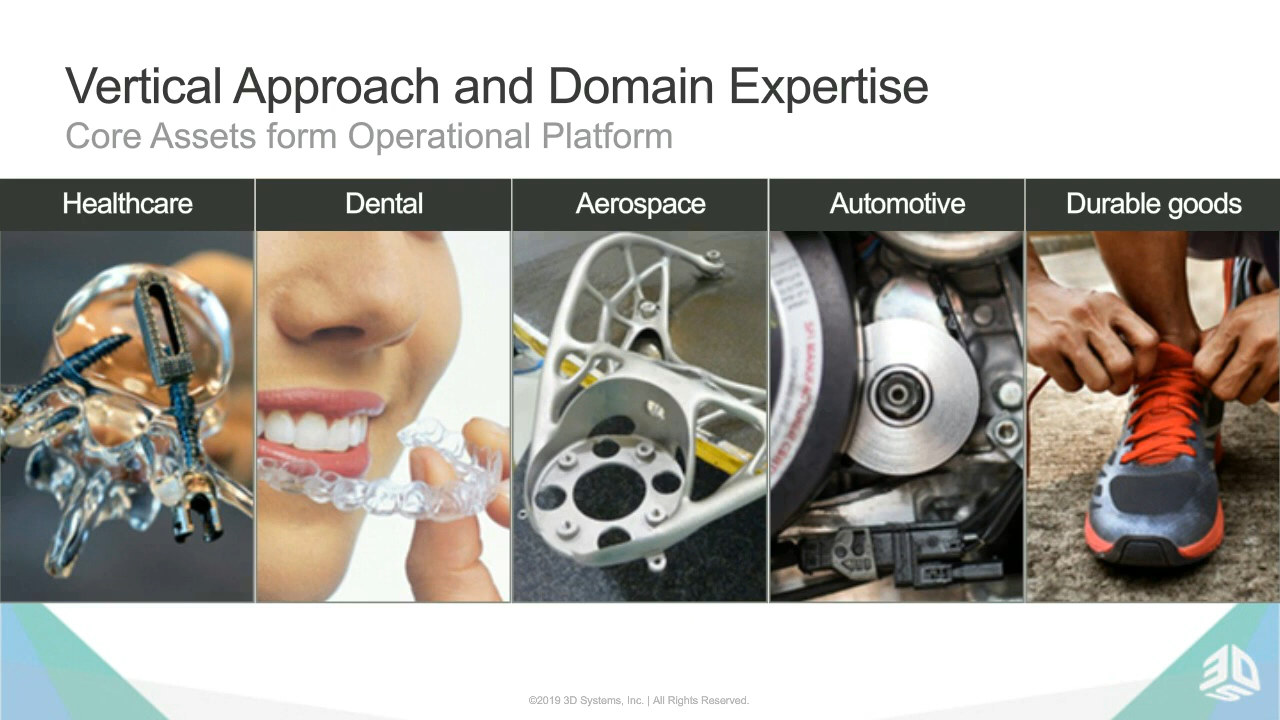 Vertical Approach and Domain Expertise
Core Assets form Operational Platform
Healthcare
Dental
Aerospace
Automotive
Durable goods
©2019 3D Systems, Inc. | All Rights Reserved.
3DS